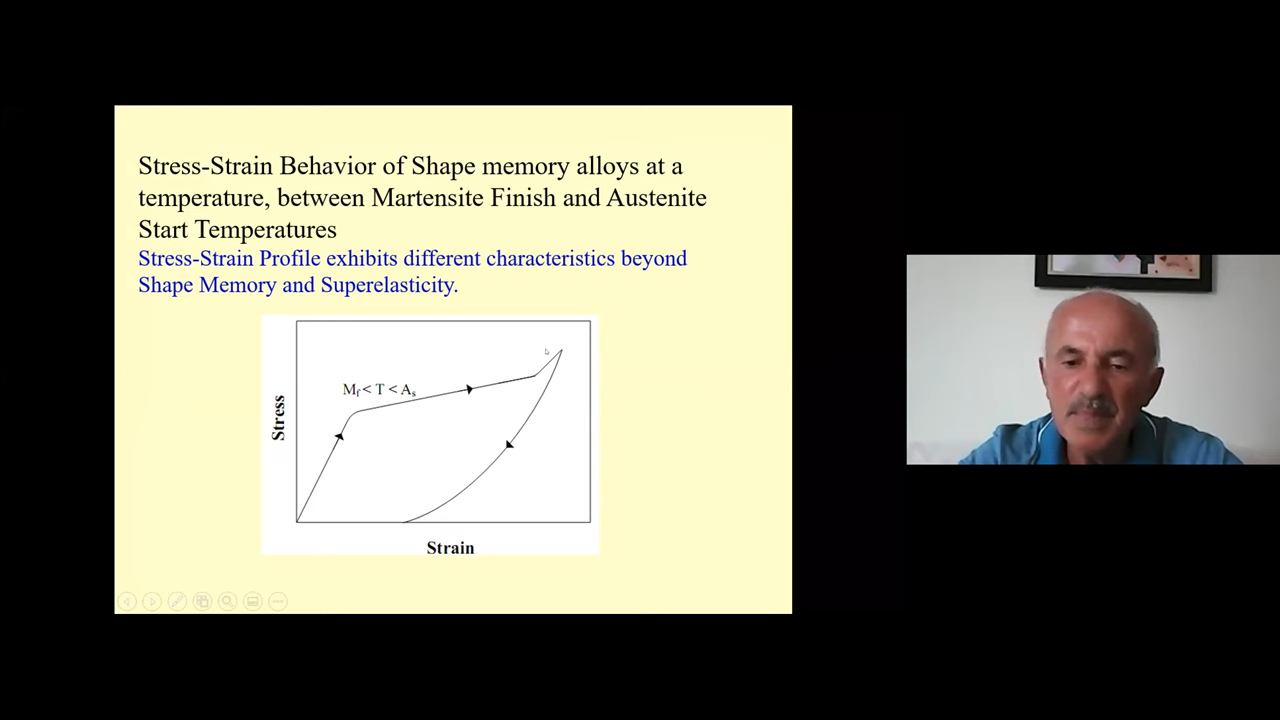 Stress-Strain Behavior of Shape memory alloys at a
temperature, between Martensite Finish and Austenite
Start Temperatures
Stress-Strain Profile exhibits different characteristics beyond
Shape Memory and Superelasticity.
Mf < T < As
Stress
Strain